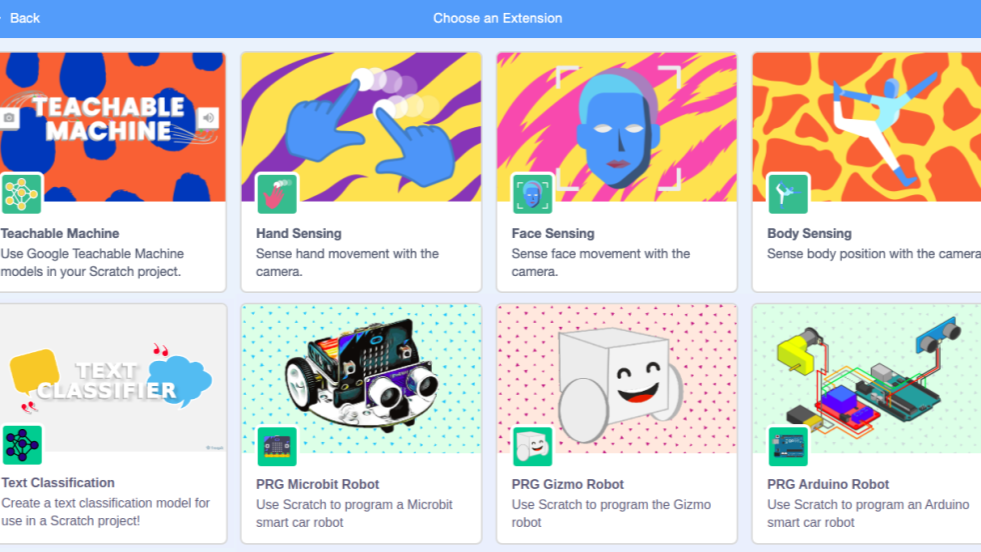 Back
Choose an Extension
TEACHABLE
MACHINE
Teachable Machine
Use Google Teachable Machine
models in your Scratch project.
Hand Sensing
Sense hand movement with the
camera.
Face Sensing
Sense face movement with the
camera.
Body Sensing
Sense body position with the camera
TEXT
CLASSIFIER
Text Classification
Create a text classification model for
use in a Scratch project!
PRG Microbit Robot
Use Scratch to program a Microbit
smart car robot
PRG Gizmo Robot
Use Scratch to program the Gizmo
robot
PRG Arduino Robot
Use Scratch to program an Arduino
smart car robot